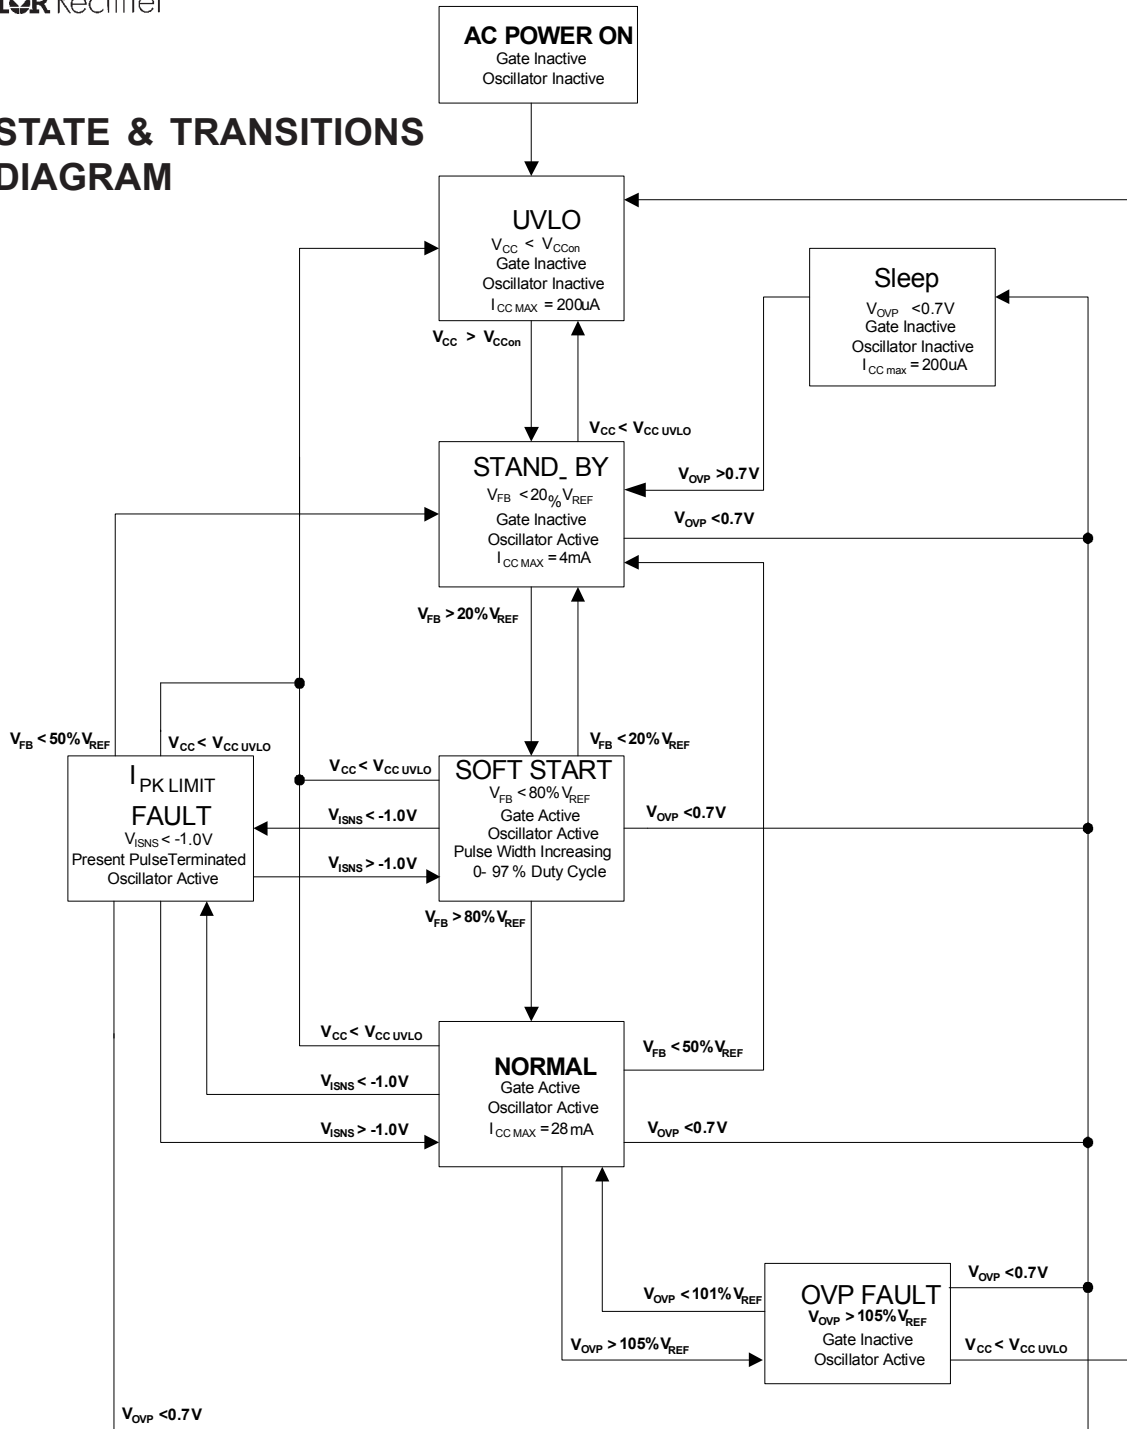 IOR Rectifier
STATE & TRANSITIONS
DIAGRAM
AC POWER ON
Gate Inactive
Oscillator Inactive
UVLO
VCC < VCCon
Gate Inactive
Oscillator Inactive
ICC MAX = 200uA
VCC > VCCon
Sleep
VOVP <0.7V
Gate Inactive
Oscillator Inactive
ICC max = 200uA
VCC < VCC UVLO
STAND_ BY
VFB <20% VREF
Gate Inactive
Oscillator Active
ICC MAX = 4mA
VOVP >0.7V
VOVP <0.7V
VFB > 20% VREF
VFB < 50% VREF
VCC < VCC UVLO
VFB < 20% VREF
IPK LIMIT
FAULT
VISNS < -1.0V
Present PulseTerminated
Oscillator Active
VCC < VCC UVLO
VISNS < -1.0V
VISNS > -1.0V
SOFT START
VFB < 80% VREF
Gate Active
Oscillator Active
Pulse Width Increasing
0- 97 % Duty Cycle
VOVP <0.7V
VFB > 80% VREF
VCC < VCC UVLO
VISNS < -1.0V
VISNS > -1.0V
NORMAL
Gate Active
Oscillator Active
ICC MAX = 28 mA
VFB < 50% VREF
VOVP <0.7V
VOVP < 101% VREF
VOVP > 105% VREF
OVP FAULT
VOVP > 105% VREF
Gate Inactive
Oscillator Active
VOVP <0.7V
VCC < VCC UVLO
VOVP <0.7V